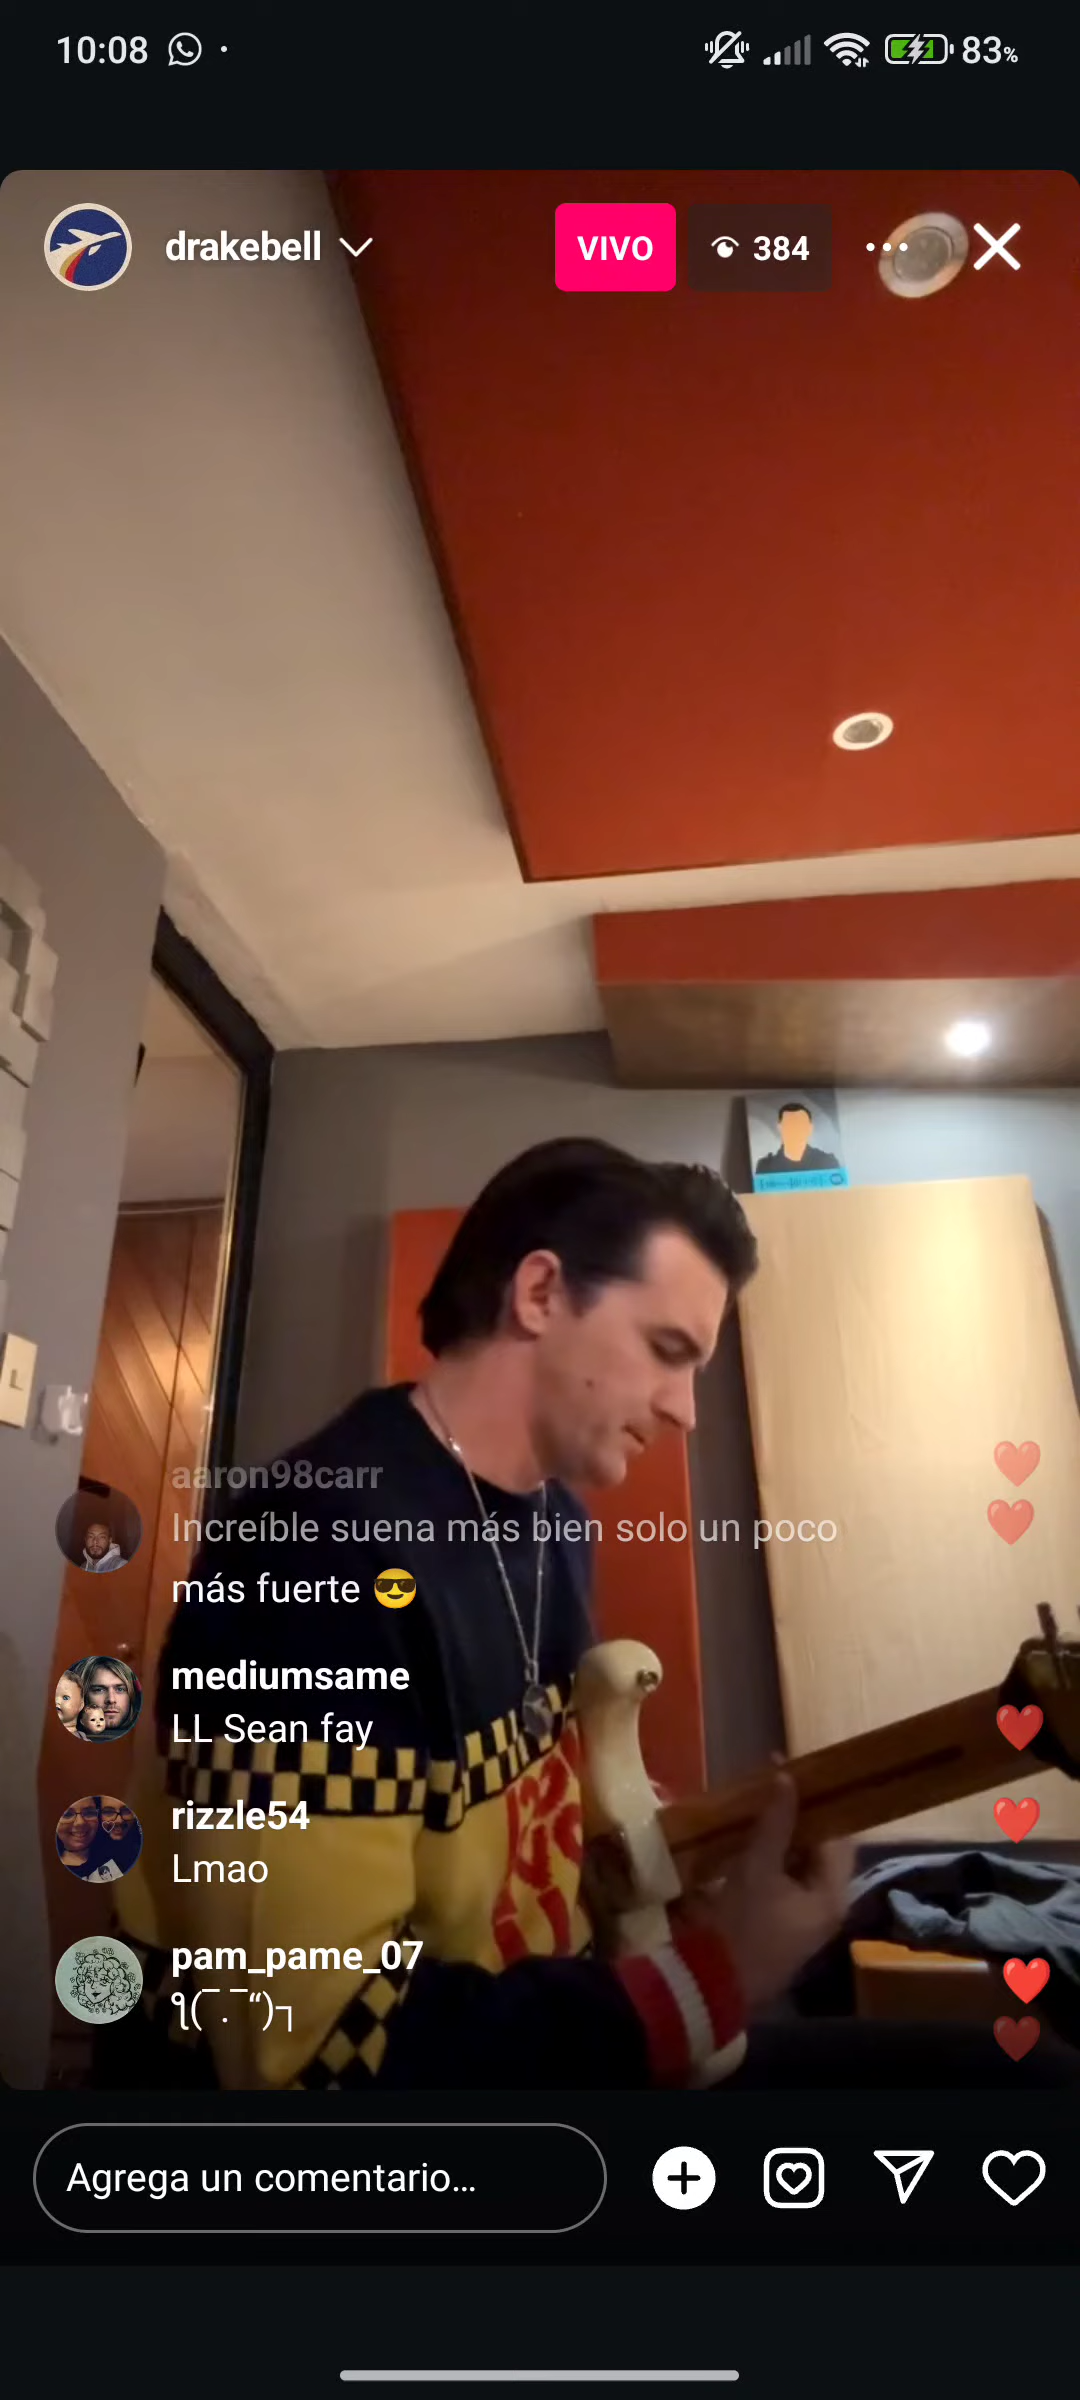 10:08
83%
drakebell
VIVO
384
aaron98carr
Increíble suena más bien solo un poco
más fuerte 😎
mediumsame
LL Sean fay
rizzle54
Lmao
pam_pame_07
ƪ(‾.‾“)┐
Agrega un comentario...